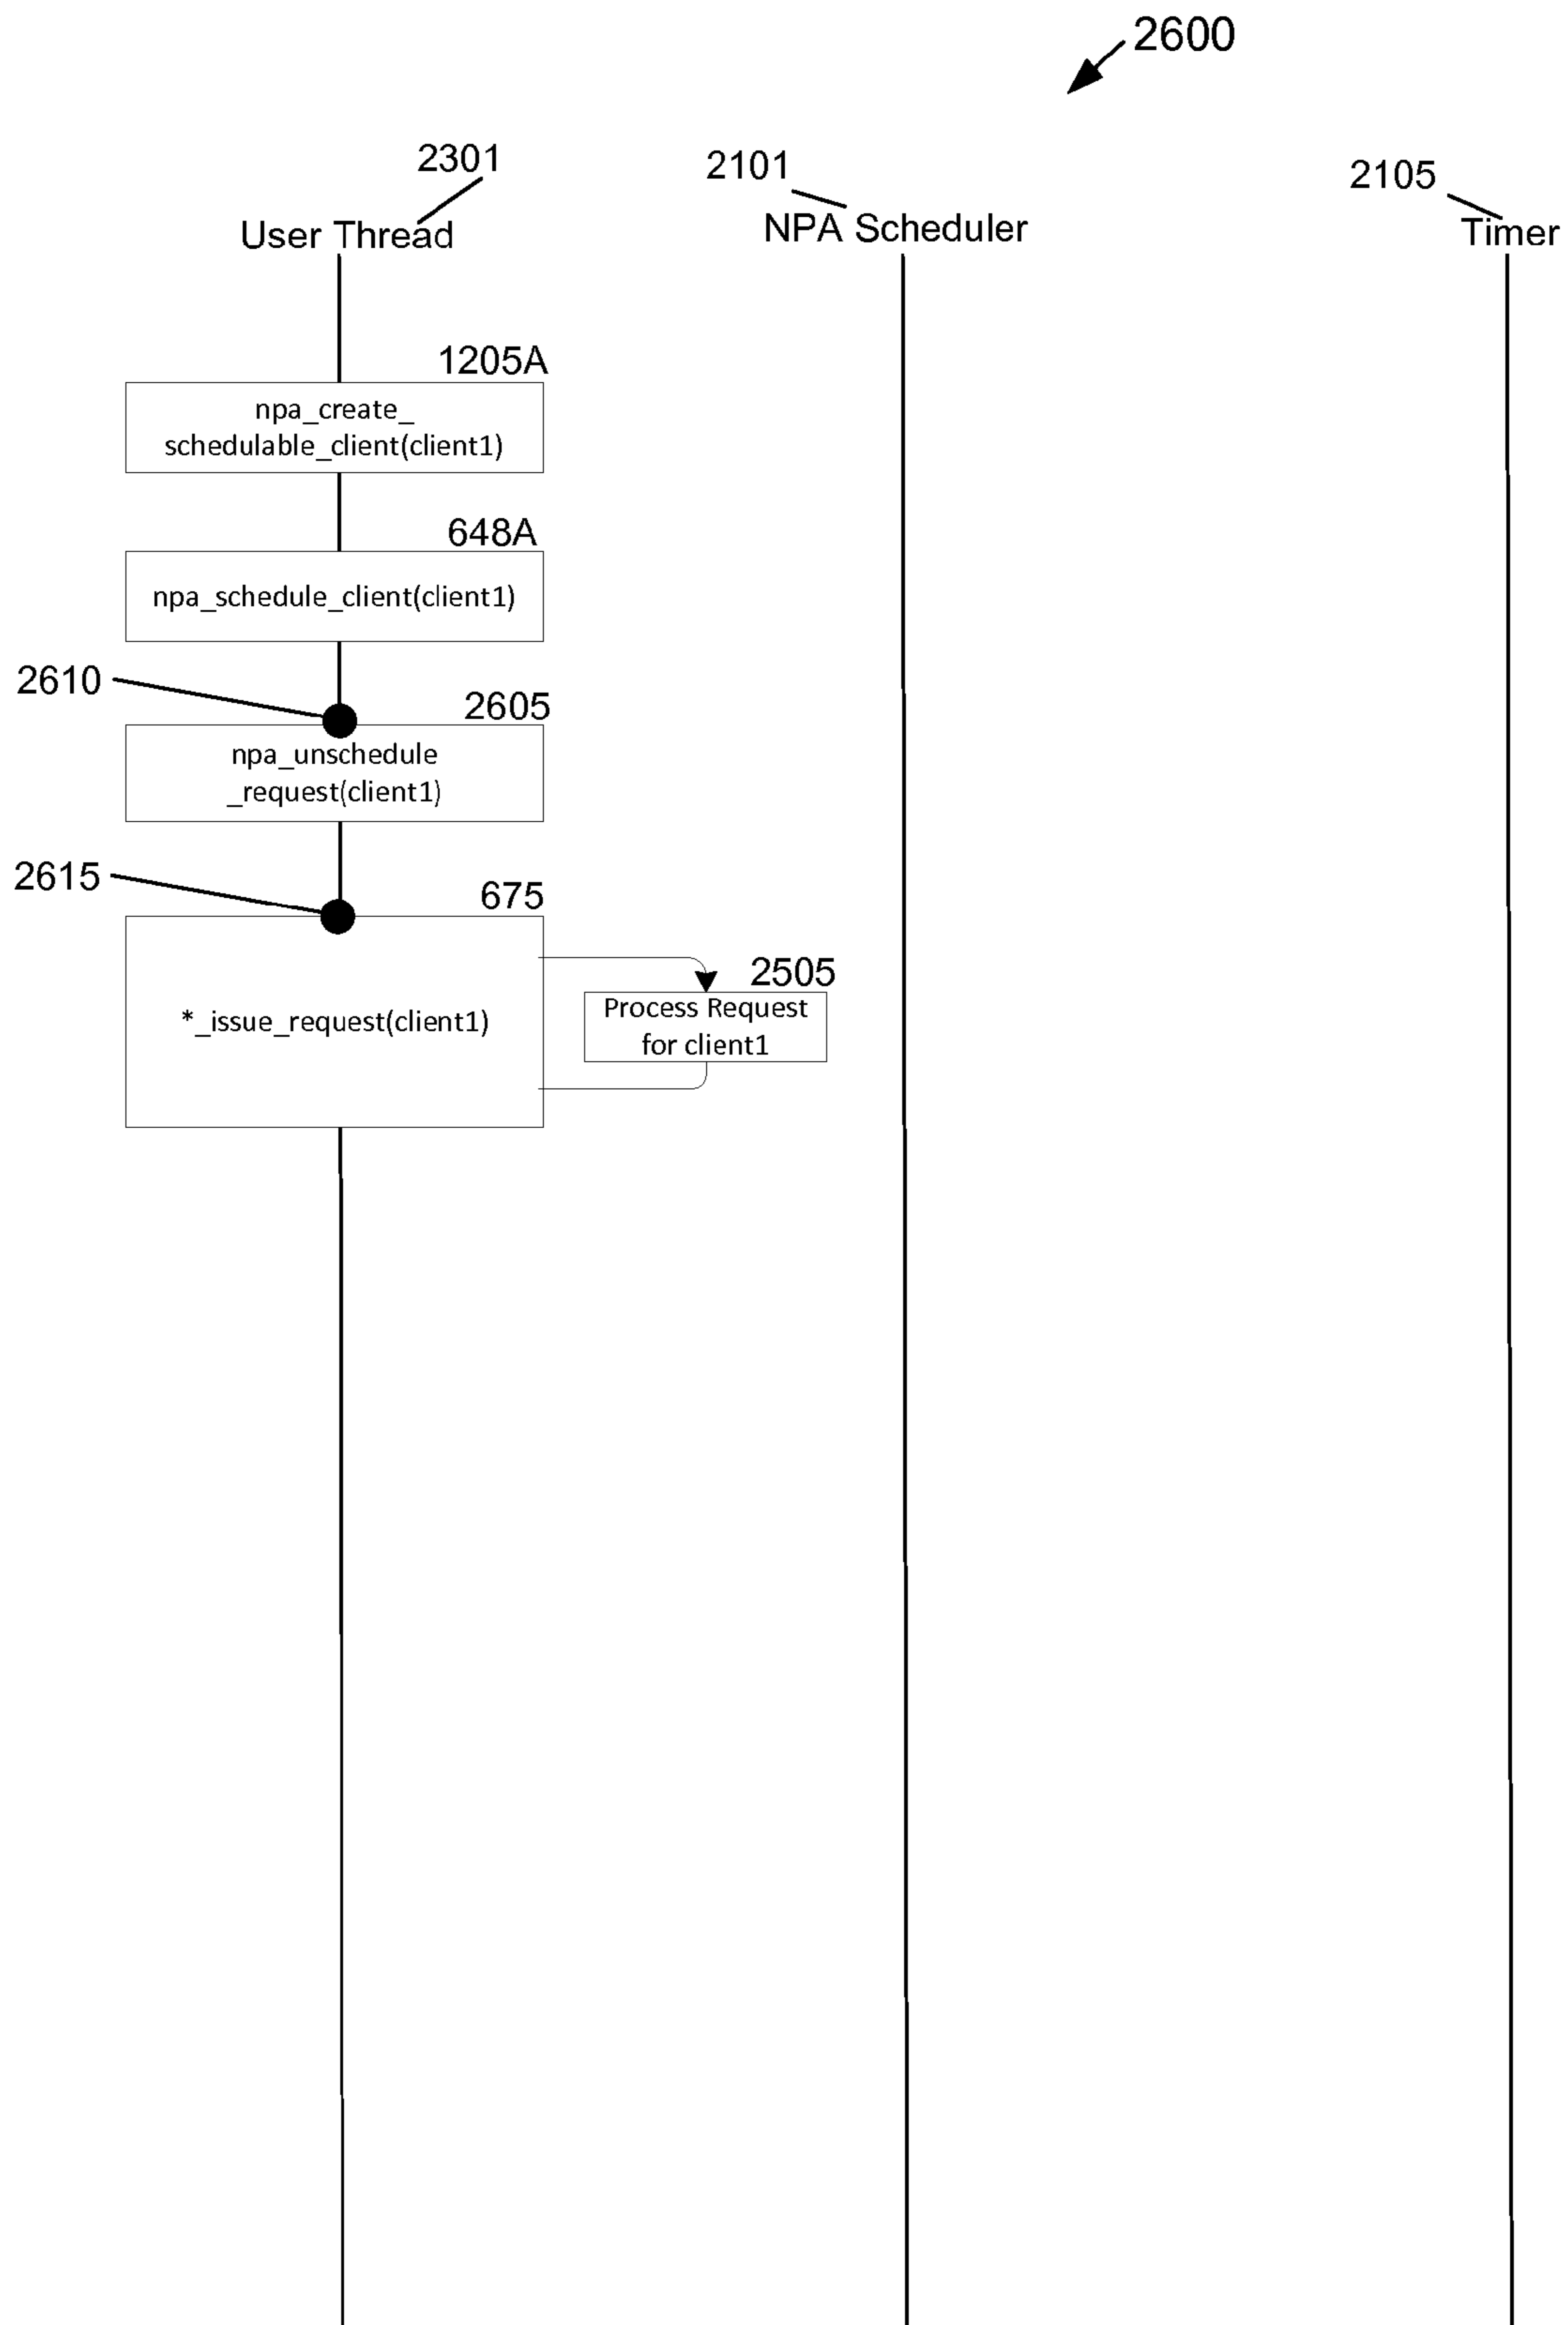 2600
2301
2101
2105
User Thread
NPA Scheduler
Timer
1205A
npa_create_
schedulable_client(client1)
648A
npa_schedule_client(client1)
2610
2605
npa_unschedule
_request(client1)
2615
675
*_issue_request(client1)
2505
Process Request
for client1